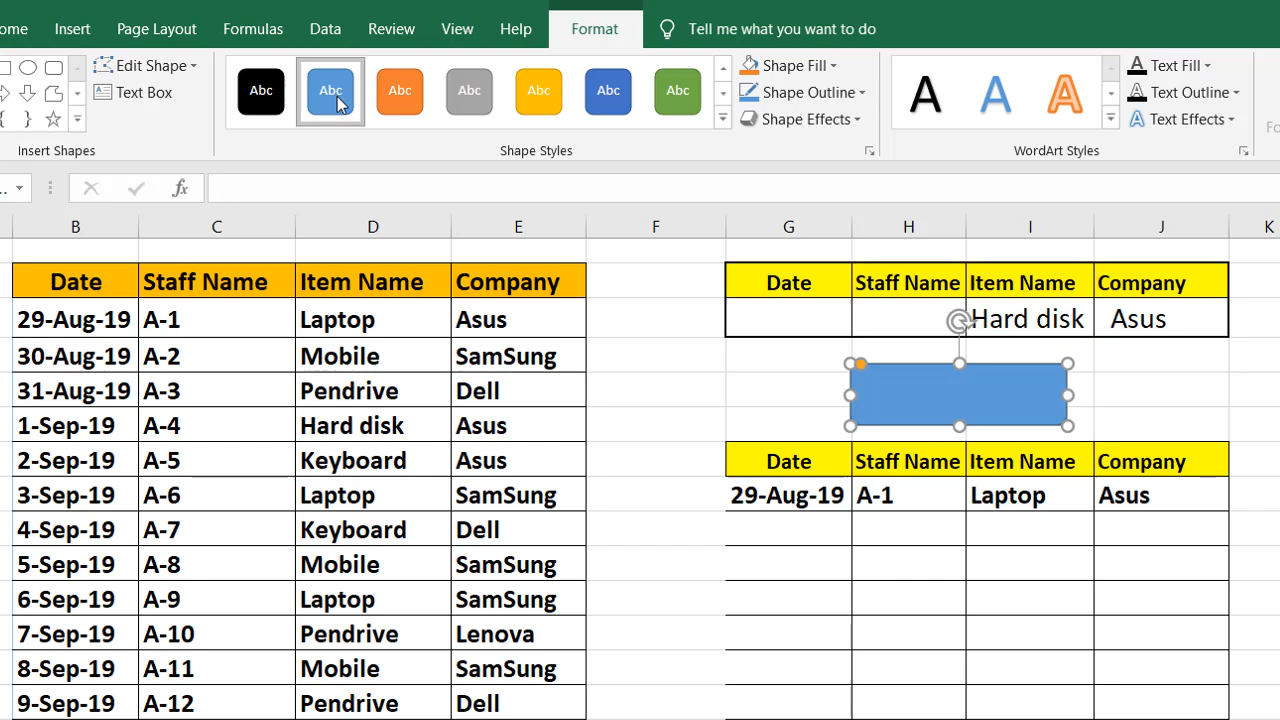 ome Insert Page Layout Formulas Data Review View Help Format Tell me what you want to do
Edit Shape
Text Box
Insert Shapes
Abc Abc Abc Abc Abc Abc Abc
Shape Fill
Shape Outline
Shape Effects
Shape Styles
A A A
Text Fill
Text Outline
Text Effects
WordArt Styles
Fo
fx
B C D E F G H I J K
Date Staff Name Item Name Company
29-Aug-19 A-1 Laptop Asus
30-Aug-19 A-2 Mobile SamSung
31-Aug-19 A-3 Pendrive Dell
1-Sep-19 A-4 Hard disk Asus
2-Sep-19 A-5 Keyboard Asus
3-Sep-19 A-6 Laptop SamSung
4-Sep-19 A-7 Keyboard Dell
5-Sep-19 A-8 Mobile SamSung
6-Sep-19 A-9 Laptop SamSung
7-Sep-19 A-10 Pendrive Lenova
8-Sep-19 A-11 Mobile SamSung
9-Sep-19 A-12 Pendrive Dell
Date Staff Name Item Name Company
Hard disk Asus
Date Staff Name Item Name Company
29-Aug-19 A-1 Laptop Asus